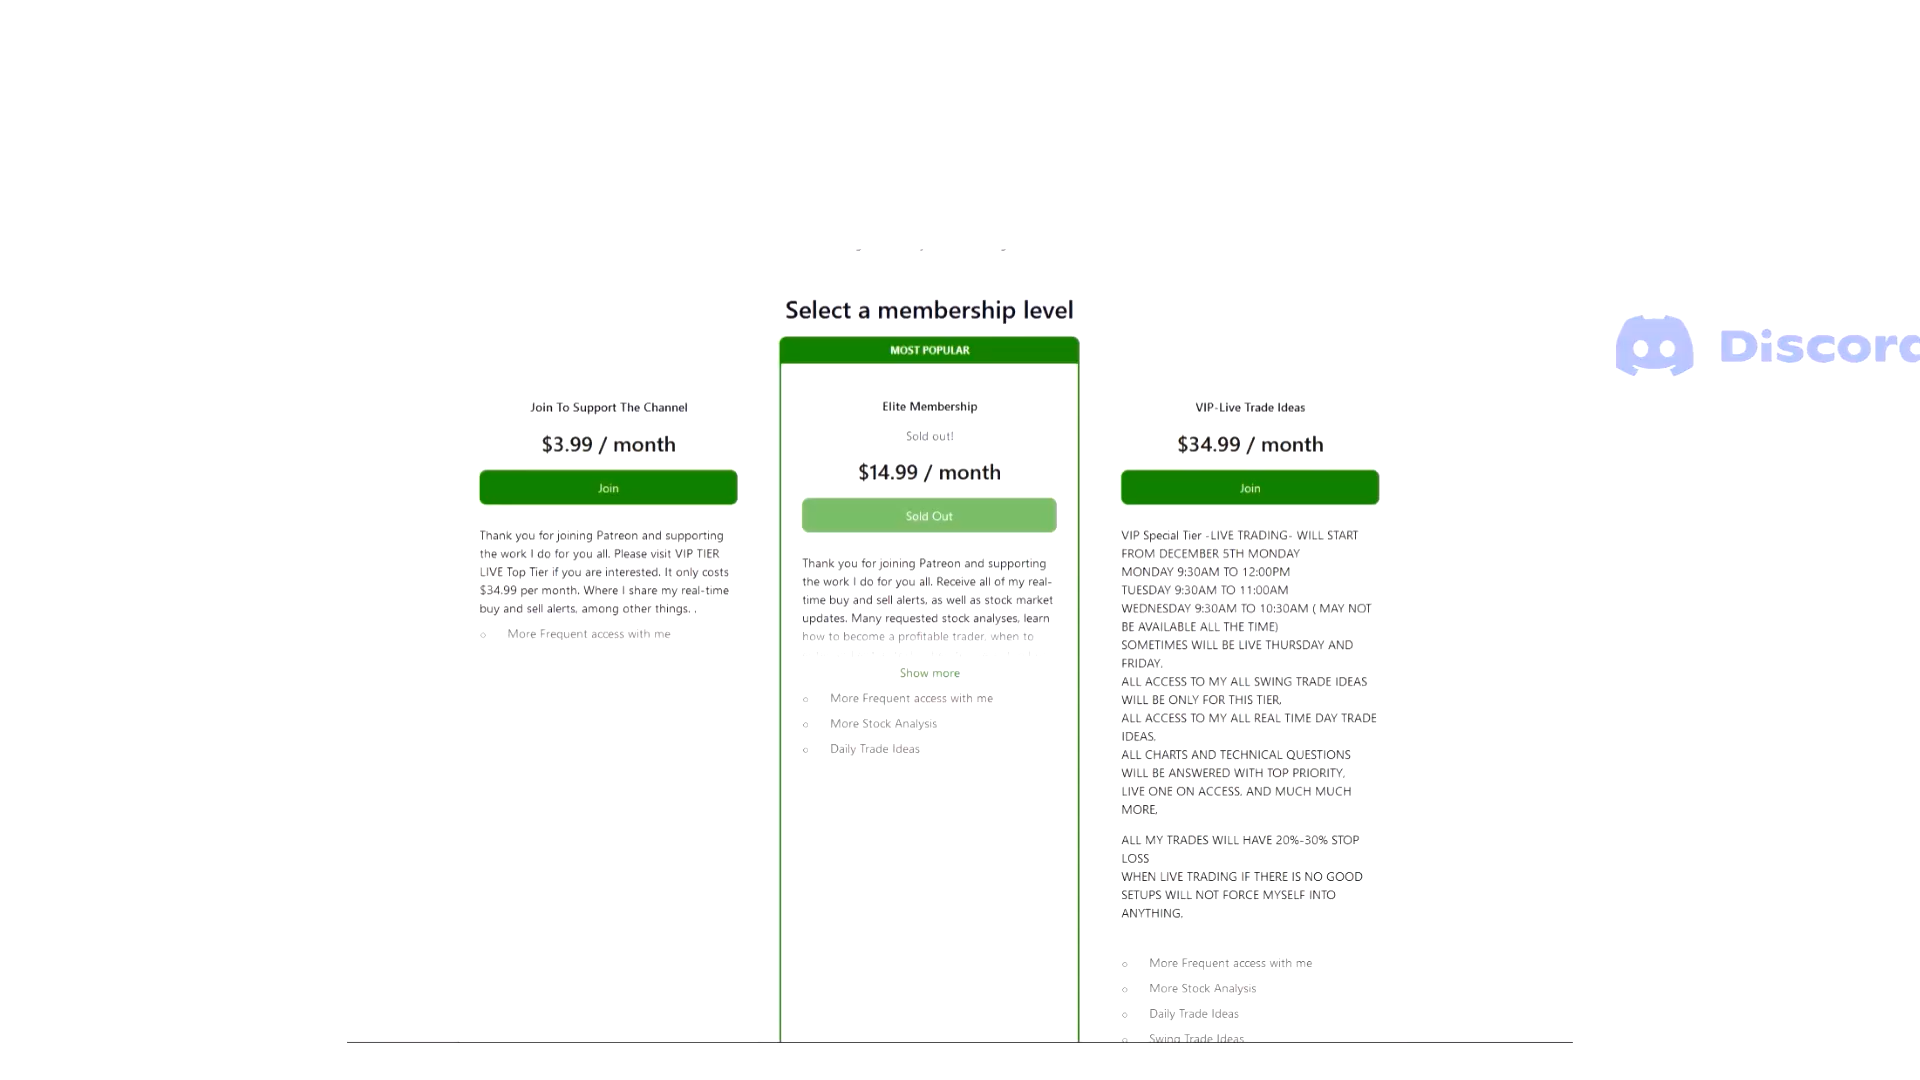 Select a membership level
MOST POPULAR
Join To Support The Channel
$3.99 / month
Join
Thank you for joining Patreon and supporting
the work I do for you all. Please visit VIP TIER
LIVE Top Tier if you are interested. It only costs
$34.99 per month. Where I share my real-time
buy and sell alerts, among other things. .
More Frequent access with me
Elite Membership
Sold out!
$14.99 / month
Sold Out
Thank you for joining Patreon and supporting
the work I do for you all. Receive all of my real-
time buy and sell alerts, as well as stock market
updates. Many requested stock analyses, learn
how to become a profitable trader, when to
Show more
More Frequent access with me
More Stock Analysis
Daily Trade Ideas
VIP-Live Trade Ideas
$34.99 / month
Join
VIP Special Tier -LIVE TRADING- WILL START
FROM DECEMBER 5TH MONDAY
MONDAY 9:30AM TO 12:00PM
TUESDAY 9:30AM TO 11:00AM
WEDNESDAY 9:30AM TO 10:30AM ( MAY NOT
BE AVAILABLE ALL THE TIME)
SOMETIMES WILL BE LIVE THURSDAY AND
FRIDAY.
ALL ACCESS TO MY ALL SWING TRADE IDEAS
WILL BE ONLY FOR THIS TIER,
ALL ACCESS TO MY ALL REAL TIME DAY TRADE
IDEAS.
ALL CHARTS AND TECHNICAL QUESTIONS
WILL BE ANSWERED WITH TOP PRIORITY,
LIVE ONE ON ACCESS. AND MUCH MUCH
MORE,
ALL MY TRADES WILL HAVE 20%-30% STOP
LOSS
WHEN LIVE TRADING IF THERE IS NO GOOD
SETUPS WILL NOT FORCE MYSELF INTO
ANYTHING.
More Frequent access with me
More Stock Analysis
Daily Trade Ideas
Swing Trade Ideas
Discord